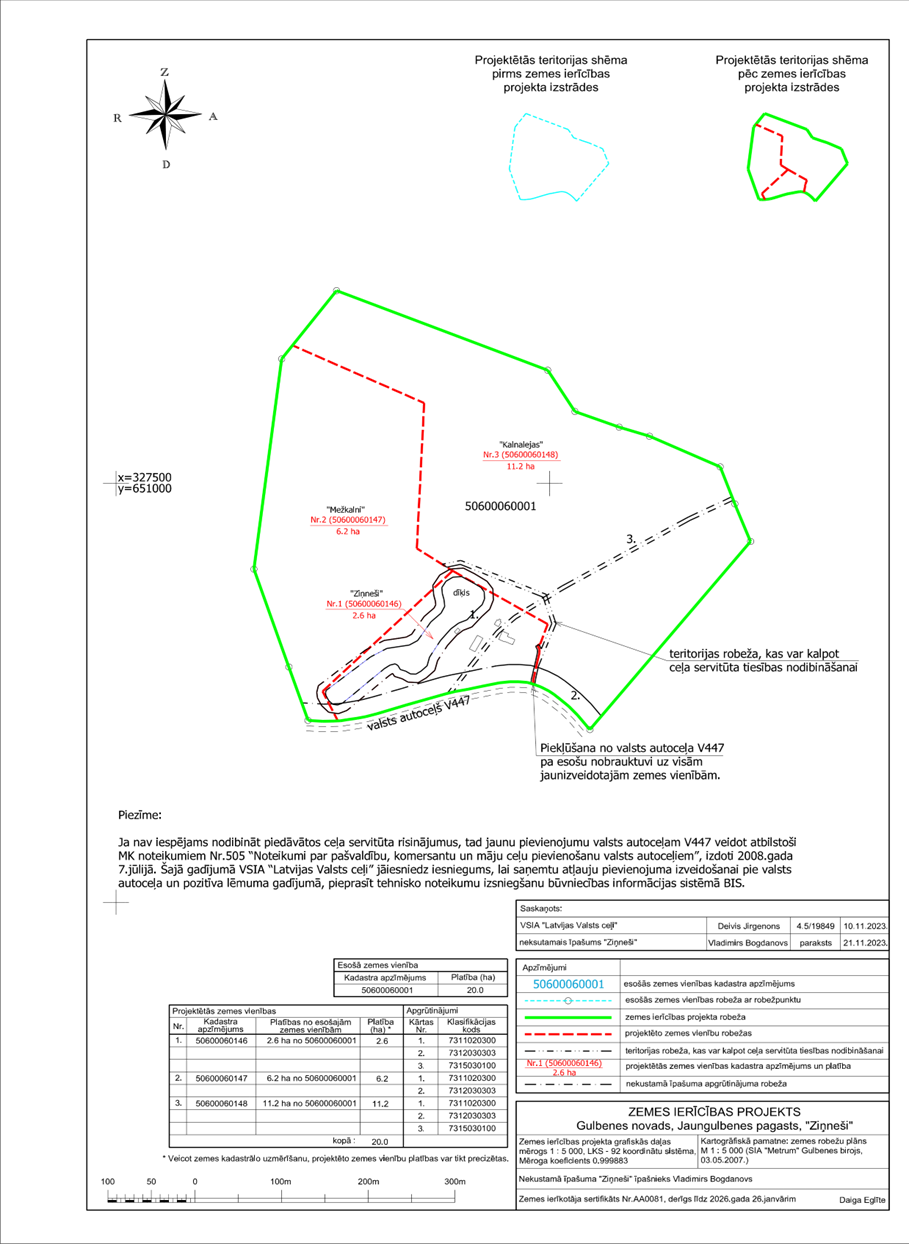 Z
R
A
D
Projektētās teritorijas shēma
pirms zemes ierīcības
projekta izstrādes
Projektētās teritorijas shēma
pēc zemes ierīcības
projekta izstrādes
x=327500
y=651000
"Kalnalejas"
Nr.3 (50600060148)
11.2 ha
50600060001
"Mežkalni"
Nr.2 (50600060147)
6.2 ha
3.
"Ziņneši"
Nr.1 (50600060146)
2.6 ha
dīķis
1.
teritorijas robeža, kas var kalpot
ceļa servitūta tiesības nodibināšanai
2.
valsts autoceļš V447
Piekļūšana no valsts autoceļa V447
pa esošu nobrauktuvi uz visām
jaunizveidotajām zemes vienībām.
Piezīme:
Ja nav iespējams nodibināt piedāvātos ceļa servitūta risinājumus, tad jaunu pievienojumu valsts autoceļam V447 veidot atbilstoši
MK noteikumiem Nr.505 "Noteikumi par pašvaldību, komersantu un māju ceļu pievienošanu valsts autoceļiem", izdoti 2008.gada
7.jūlijā. Šajā gadījumā VSIA "Latvijas Valsts ceļi" jāiesniedz iesniegums, lai saņemtu atļauju pievienojuma izveidošanai pie valsts
autoceļa un pozitīva lēmuma gadījumā, pieprasīt tehnisko noteikumu izsniegšanu būvniecības informācijas sistēmā BIS.
Saskaņots:
VSIA "Latvijas Valsts ceļi" Deivis Jirgenons 4.5/19849 10.11.2023.
nekustamais īpašums "Ziņneši" Vladimirs Bogdanovs paraksts 21.11.2023.
Esošā zemes vienība
Kadastra apzīmējums Platība (ha)
50600060001 20.0
Apzīmējumi
50600060001 esošās zemes vienības kadastra apzīmējums
esošās zemes vienības robeža ar robežpunktu
zemes ierīcības projekta robeža
projektēto zemes vienību robežas
teritorijas robeža, kas var kalpot ceļa servitūta tiesības nodibināšanai
Nr.1 (50600060146)
2.6 ha
projektētās zemes vienības kadastra apzīmējums un platība
nekustamā īpašuma apgrūtinājuma robeža
Projektētās zemes vienības Apgrūtinājumi
Nr. Kadastra apzīmējums Platības no esošajām zemes vienībām Platība (ha) * Kārtas Nr. Klasifikācijas kods
1. 50600060146 2.6 ha no 50600060001 2.6 1. 7311020300
2. 7312030303
3. 7315030100
2. 50600060147 6.2 ha no 50600060001 6.2 1. 7311020300
2. 7312030303
3. 50600060148 11.2 ha no 50600060001 11.2 1. 7311020300
2. 7312030303
3. 7315030100
kopā : 20.0
* Veicot zemes kadastrālo uzmērīšanu, projektēto zemes vienību platības var tikt precizētas.
100 50 0 100m 200m 300m
ZEMES IERĪCĪBAS PROJEKTS
Gulbenes novads, Jaungulbenes pagasts, "Ziņneši"
Zemes ierīcības projekta grafiskās daļas
mērogs 1 : 5 000, LKS - 92 koordinātu sistēma,
Mēroga koeficients 0,999883
Kartogrāfiskā pamatne: zemes robežu plāns
M 1 : 5 000 (SIA "Metrum" Gulbenes birojs,
03.05.2007.)
Nekustamā īpašuma "Ziņneši" īpašnieks Vladimirs Bogdanovs
Zemes ierīkotāja sertifikāts Nr.AA0081, derīgs līdz 2026.gada 26.janvārim Daiga Eglīte